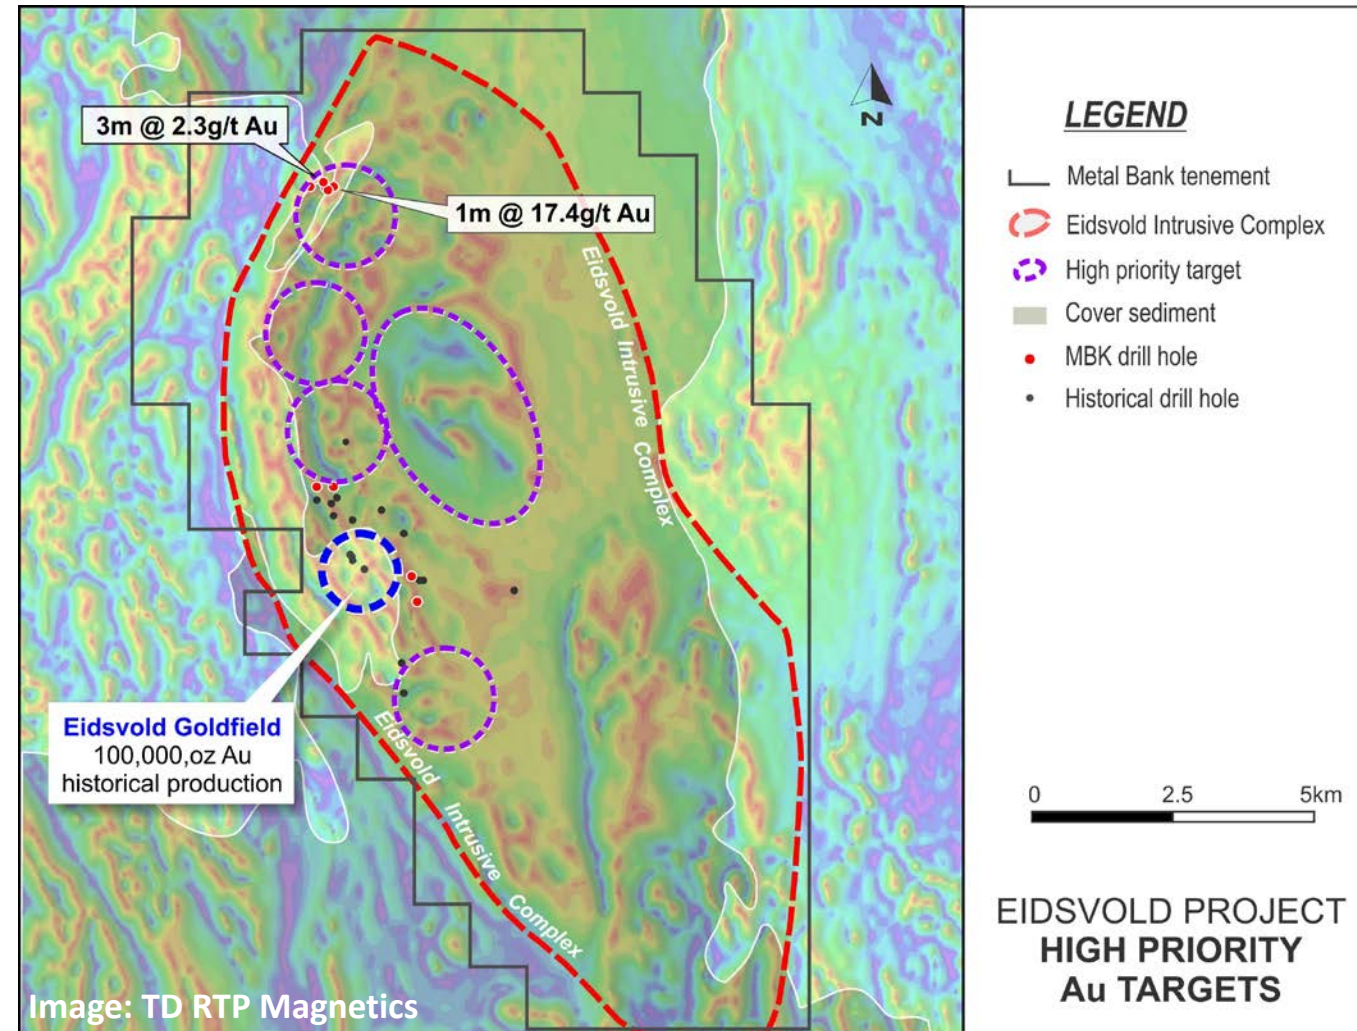 3m @ 2.3g/t Au
1m @ 17.4g/t Au
N
Eidsvold Intrusive Complex
Eidsvold Goldfield
100,000,oz Au
historical production
Eidsvold Intrusive Complex
Image: TD RTP Magnetics
LEGEND
Metal Bank tenement
Eidsvold Intrusive Complex
High priority target
Cover sediment
MBK drill hole
Historical drill hole
0 2.5 5km
EIDSVOLD PROJECT
HIGH PRIORITY
Au TARGETS